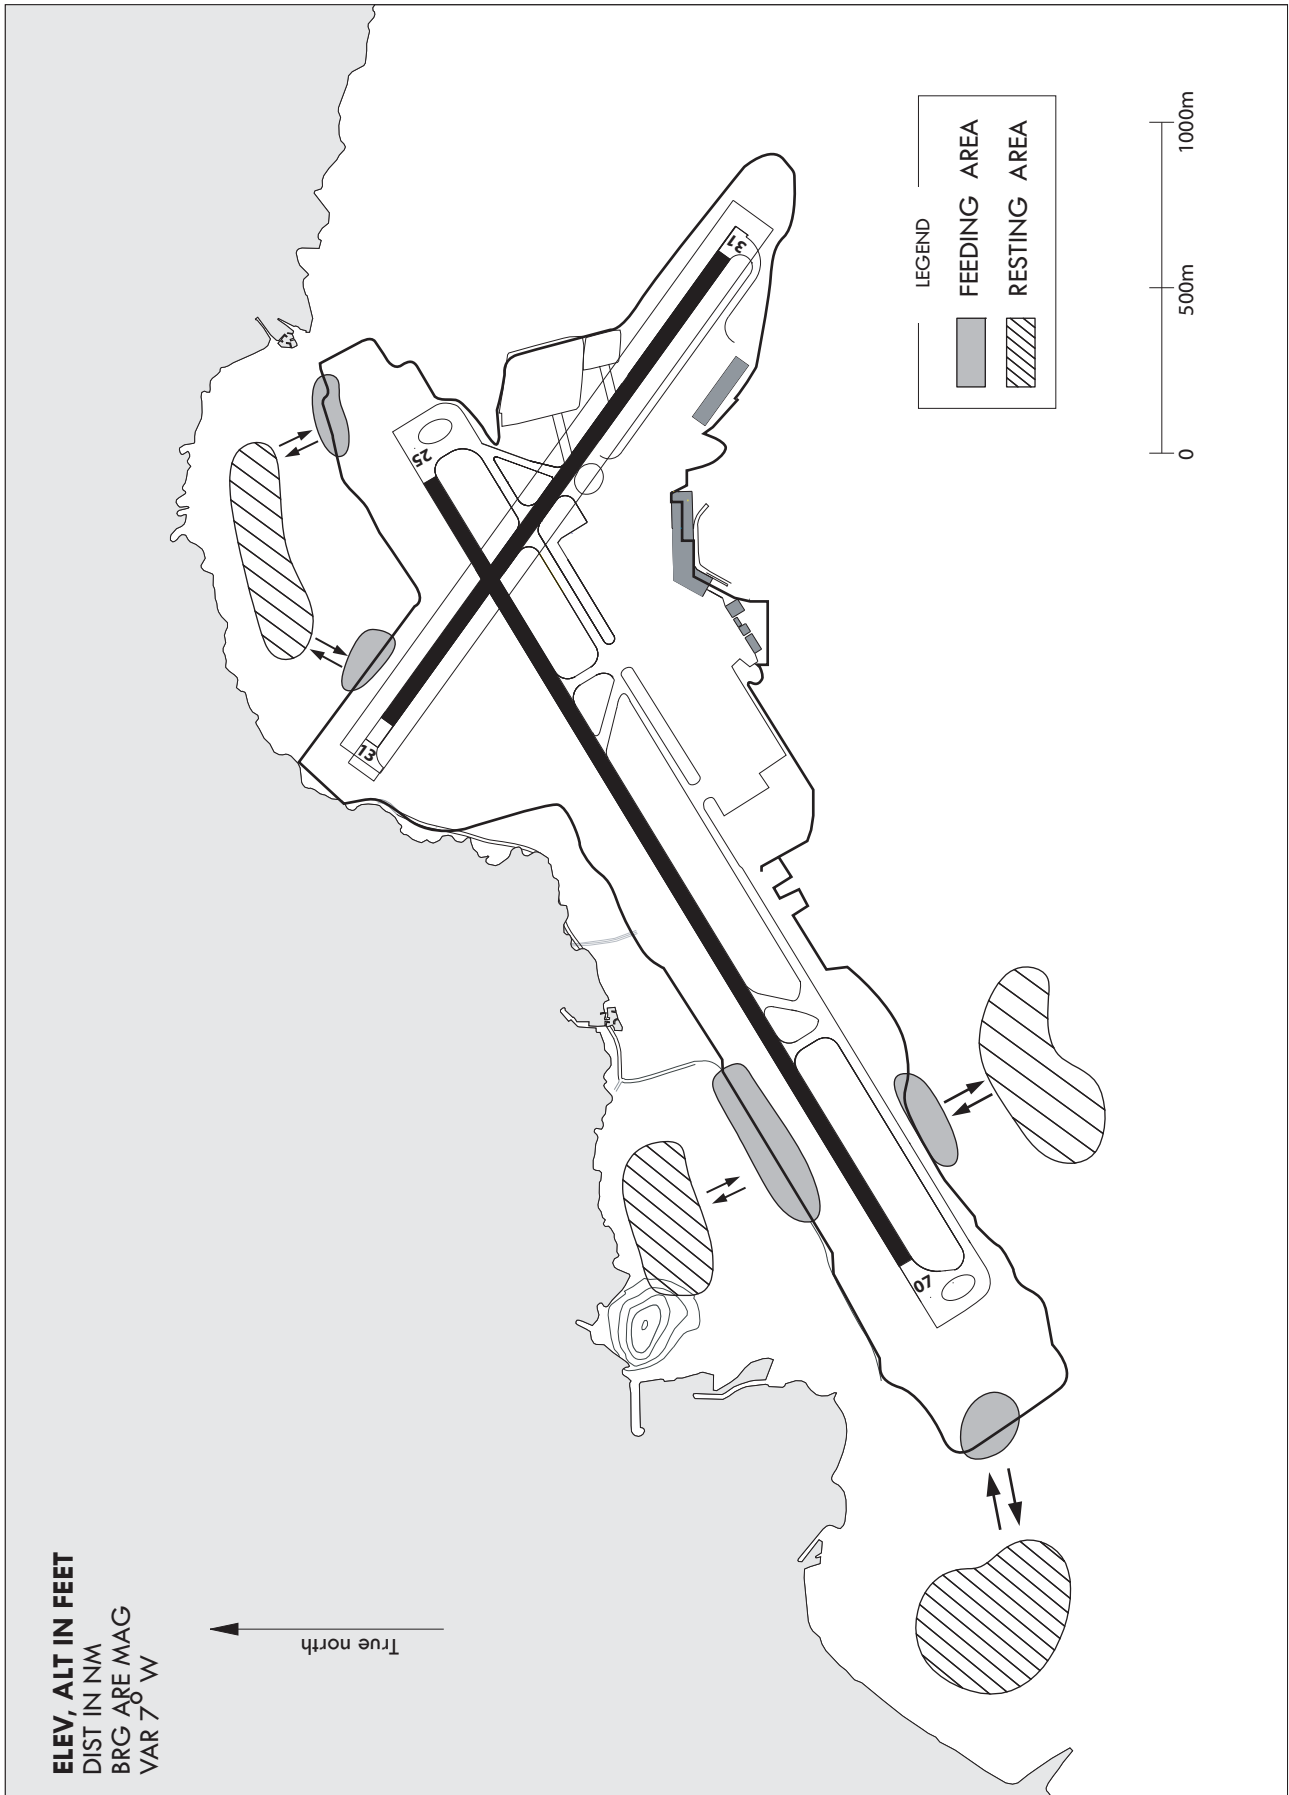 ELEV, ALT IN FEET
DIST IN NM
BRG ARE MAG
VAR 7° W
True north
13
25
31
07
LEGEND
FEEDING AREA
RESTING AREA
0
500m
1000m